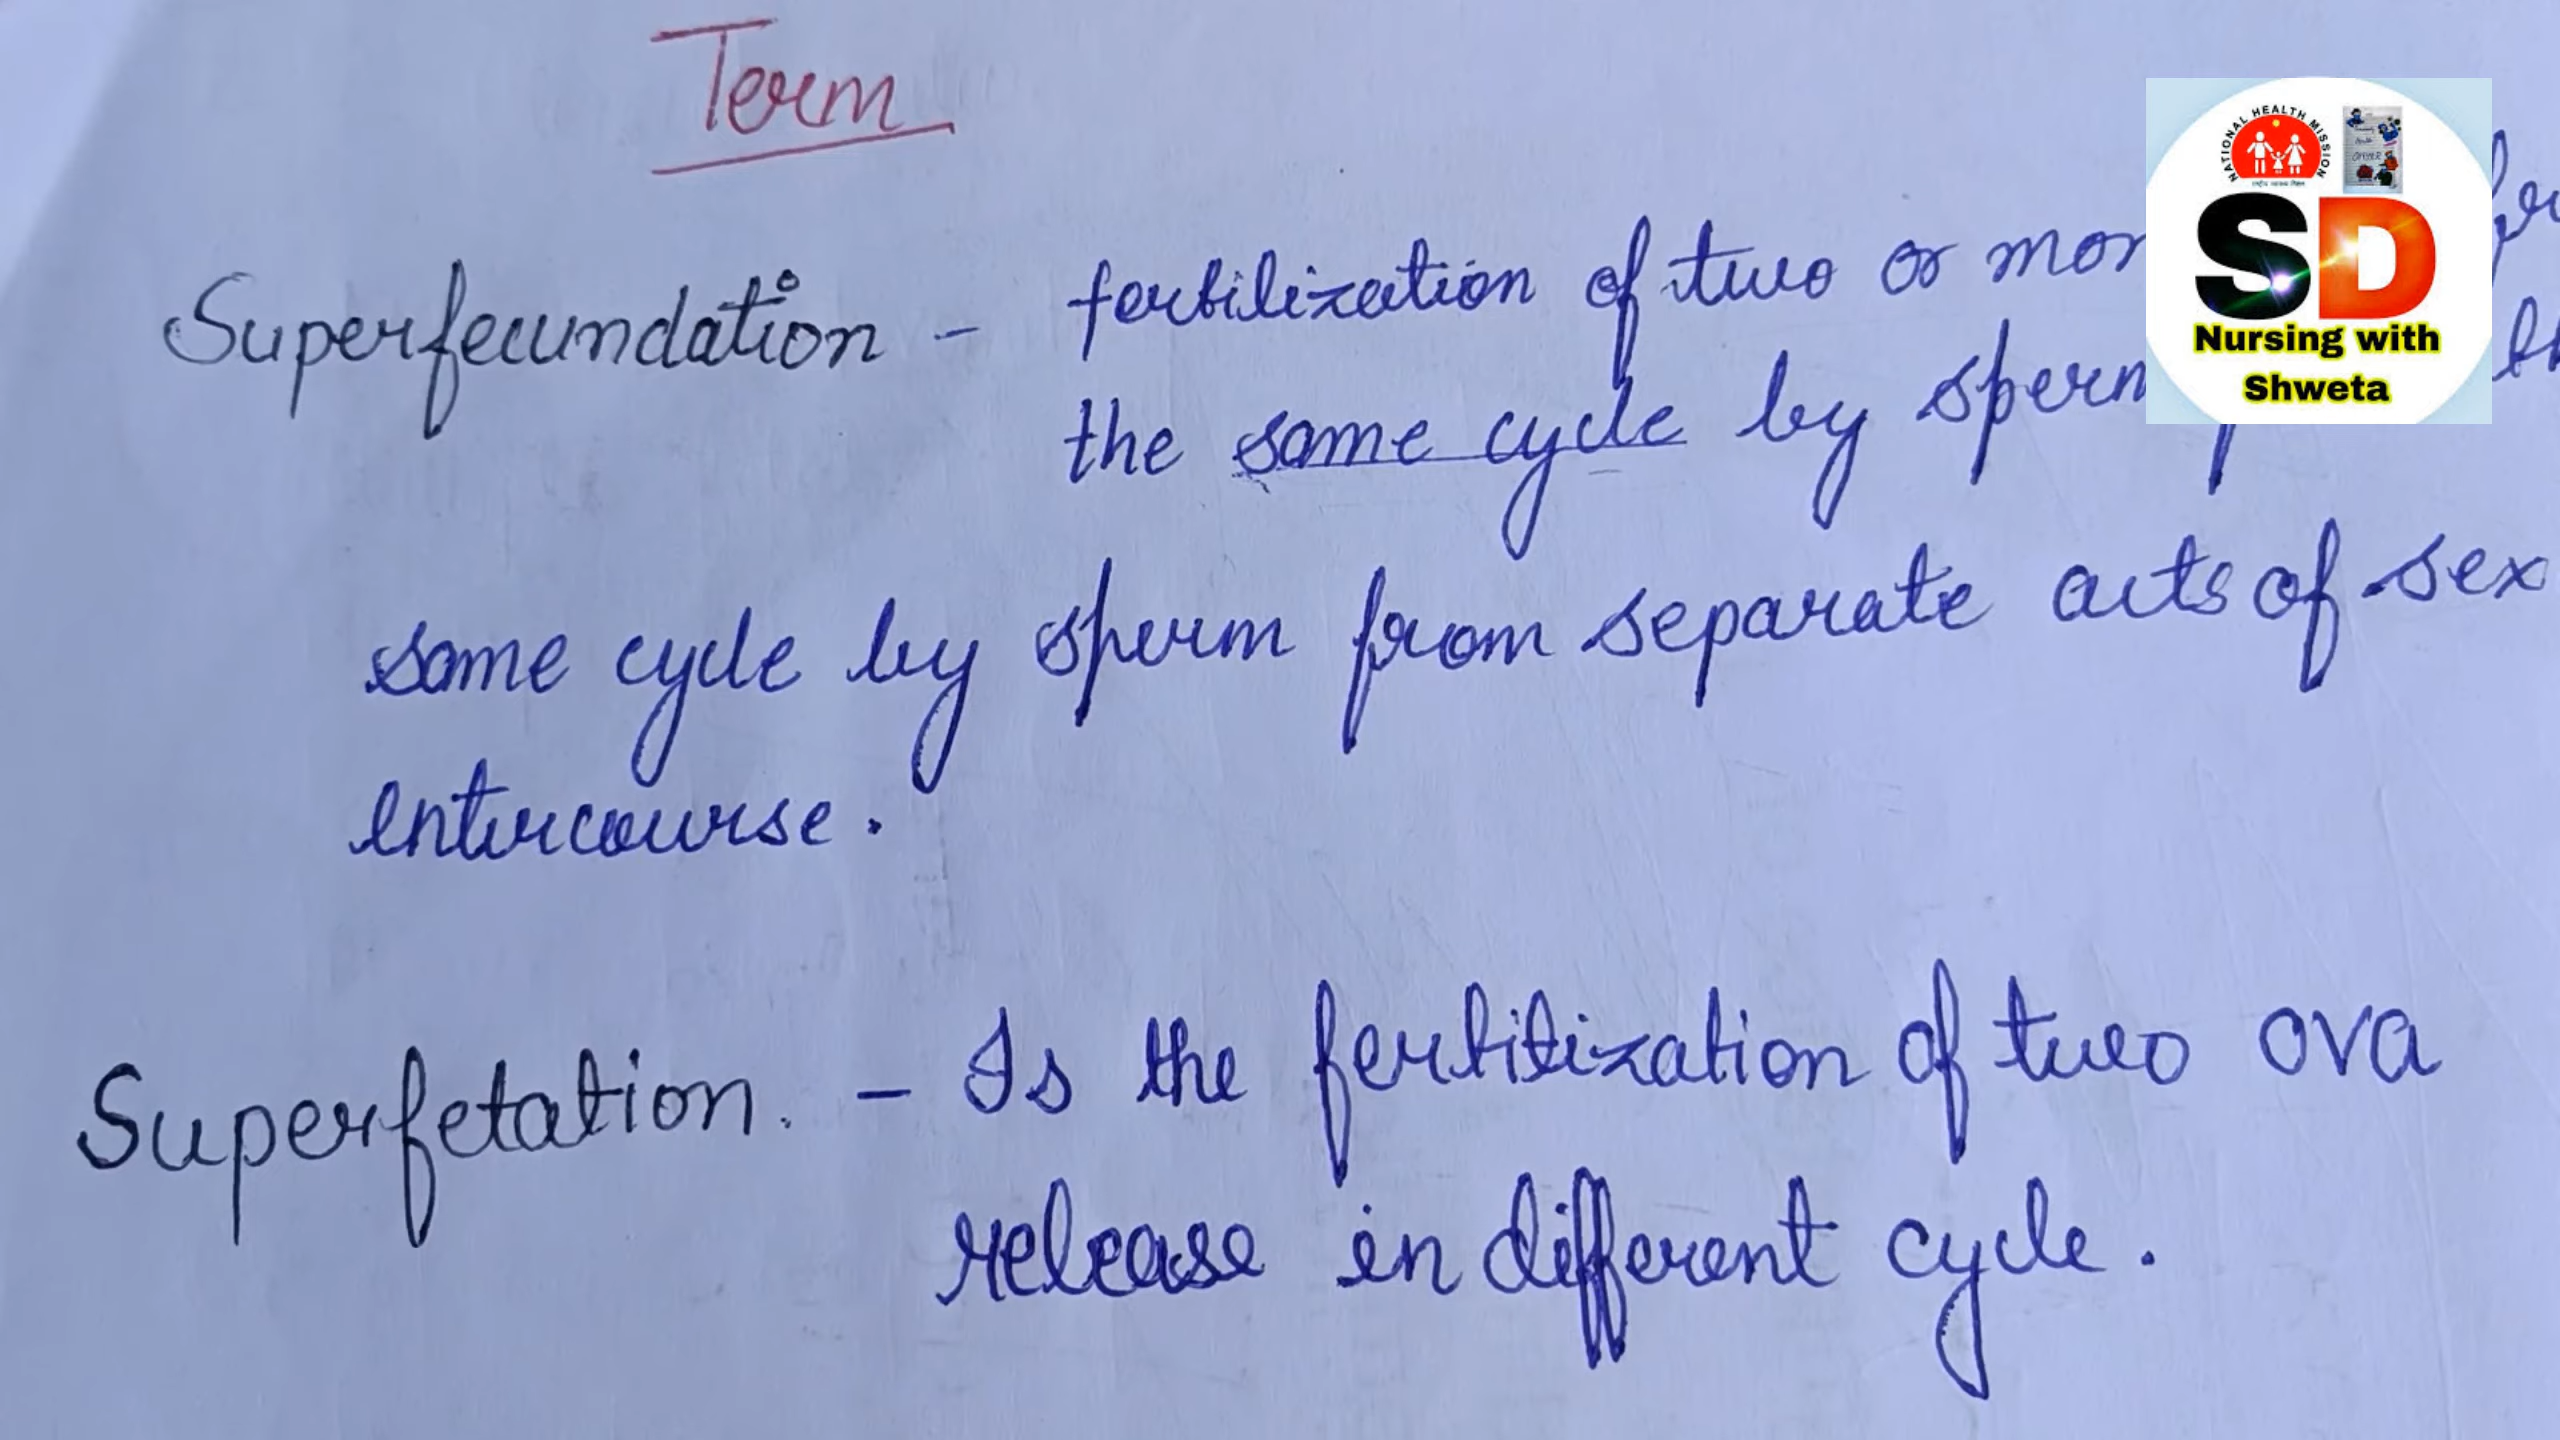 Term
Superfecundation - fertilization of two or mor
the same cycle by sperm
same cycle by sperm from separate acts of sex
intercourse.
Superfetation. - Is the fertilization of two ova
release in different cycle.
NATIONAL HEALTH MISSION
SD
Nursing with
Shweta